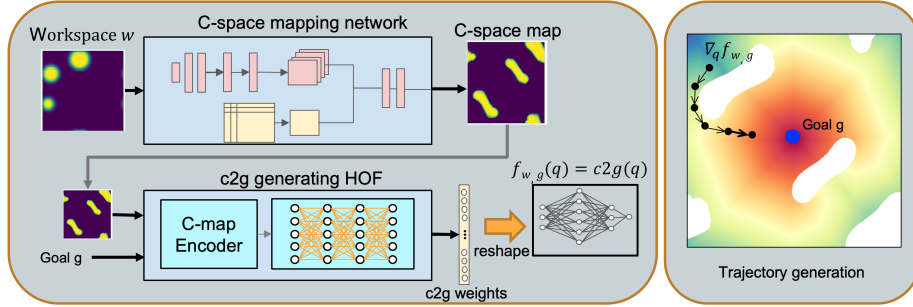 C-space mapping network
Workspace w
C-space map
c2g generating HOF
C-map
Encoder
Goal g
c2g weights
reshape
f_{w,g}(q) = c2g(q)
∇_q f_{w,g}
Goal g
Trajectory generation